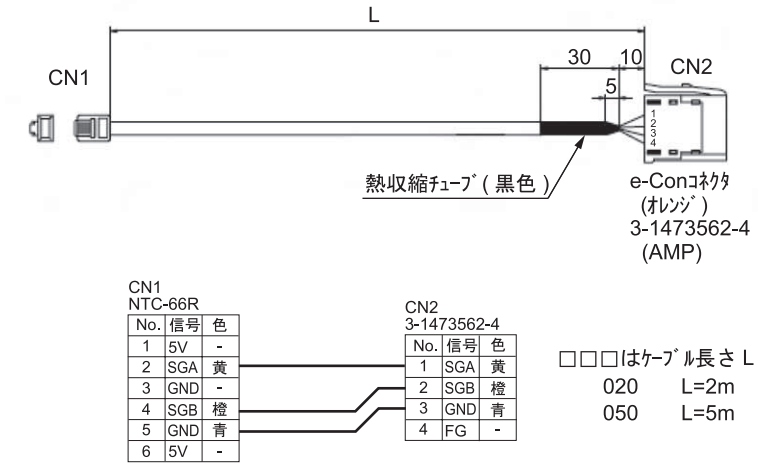 L
CN1
30
10
CN2
5
1
2
3
4
熱収縮ﾁｭｰﾌﾞ(黒色)
e-Conｺﾈｸﾀ
(ｵﾚﾝｼﾞ)
3-1473562-4
(AMP)
CN1
NTC-66R
No. 信号 色
1 5V -
2 SGA 黄
3 GND -
4 SGB 橙
5 GND 青
6 5V -
CN2
3-1473562-4
No. 信号 色
1 SGA 黄
2 SGB 橙
3 GND 青
4 FG -
□□□はｹｰﾌﾞﾙ長さL
020 L=2m
050 L=5m